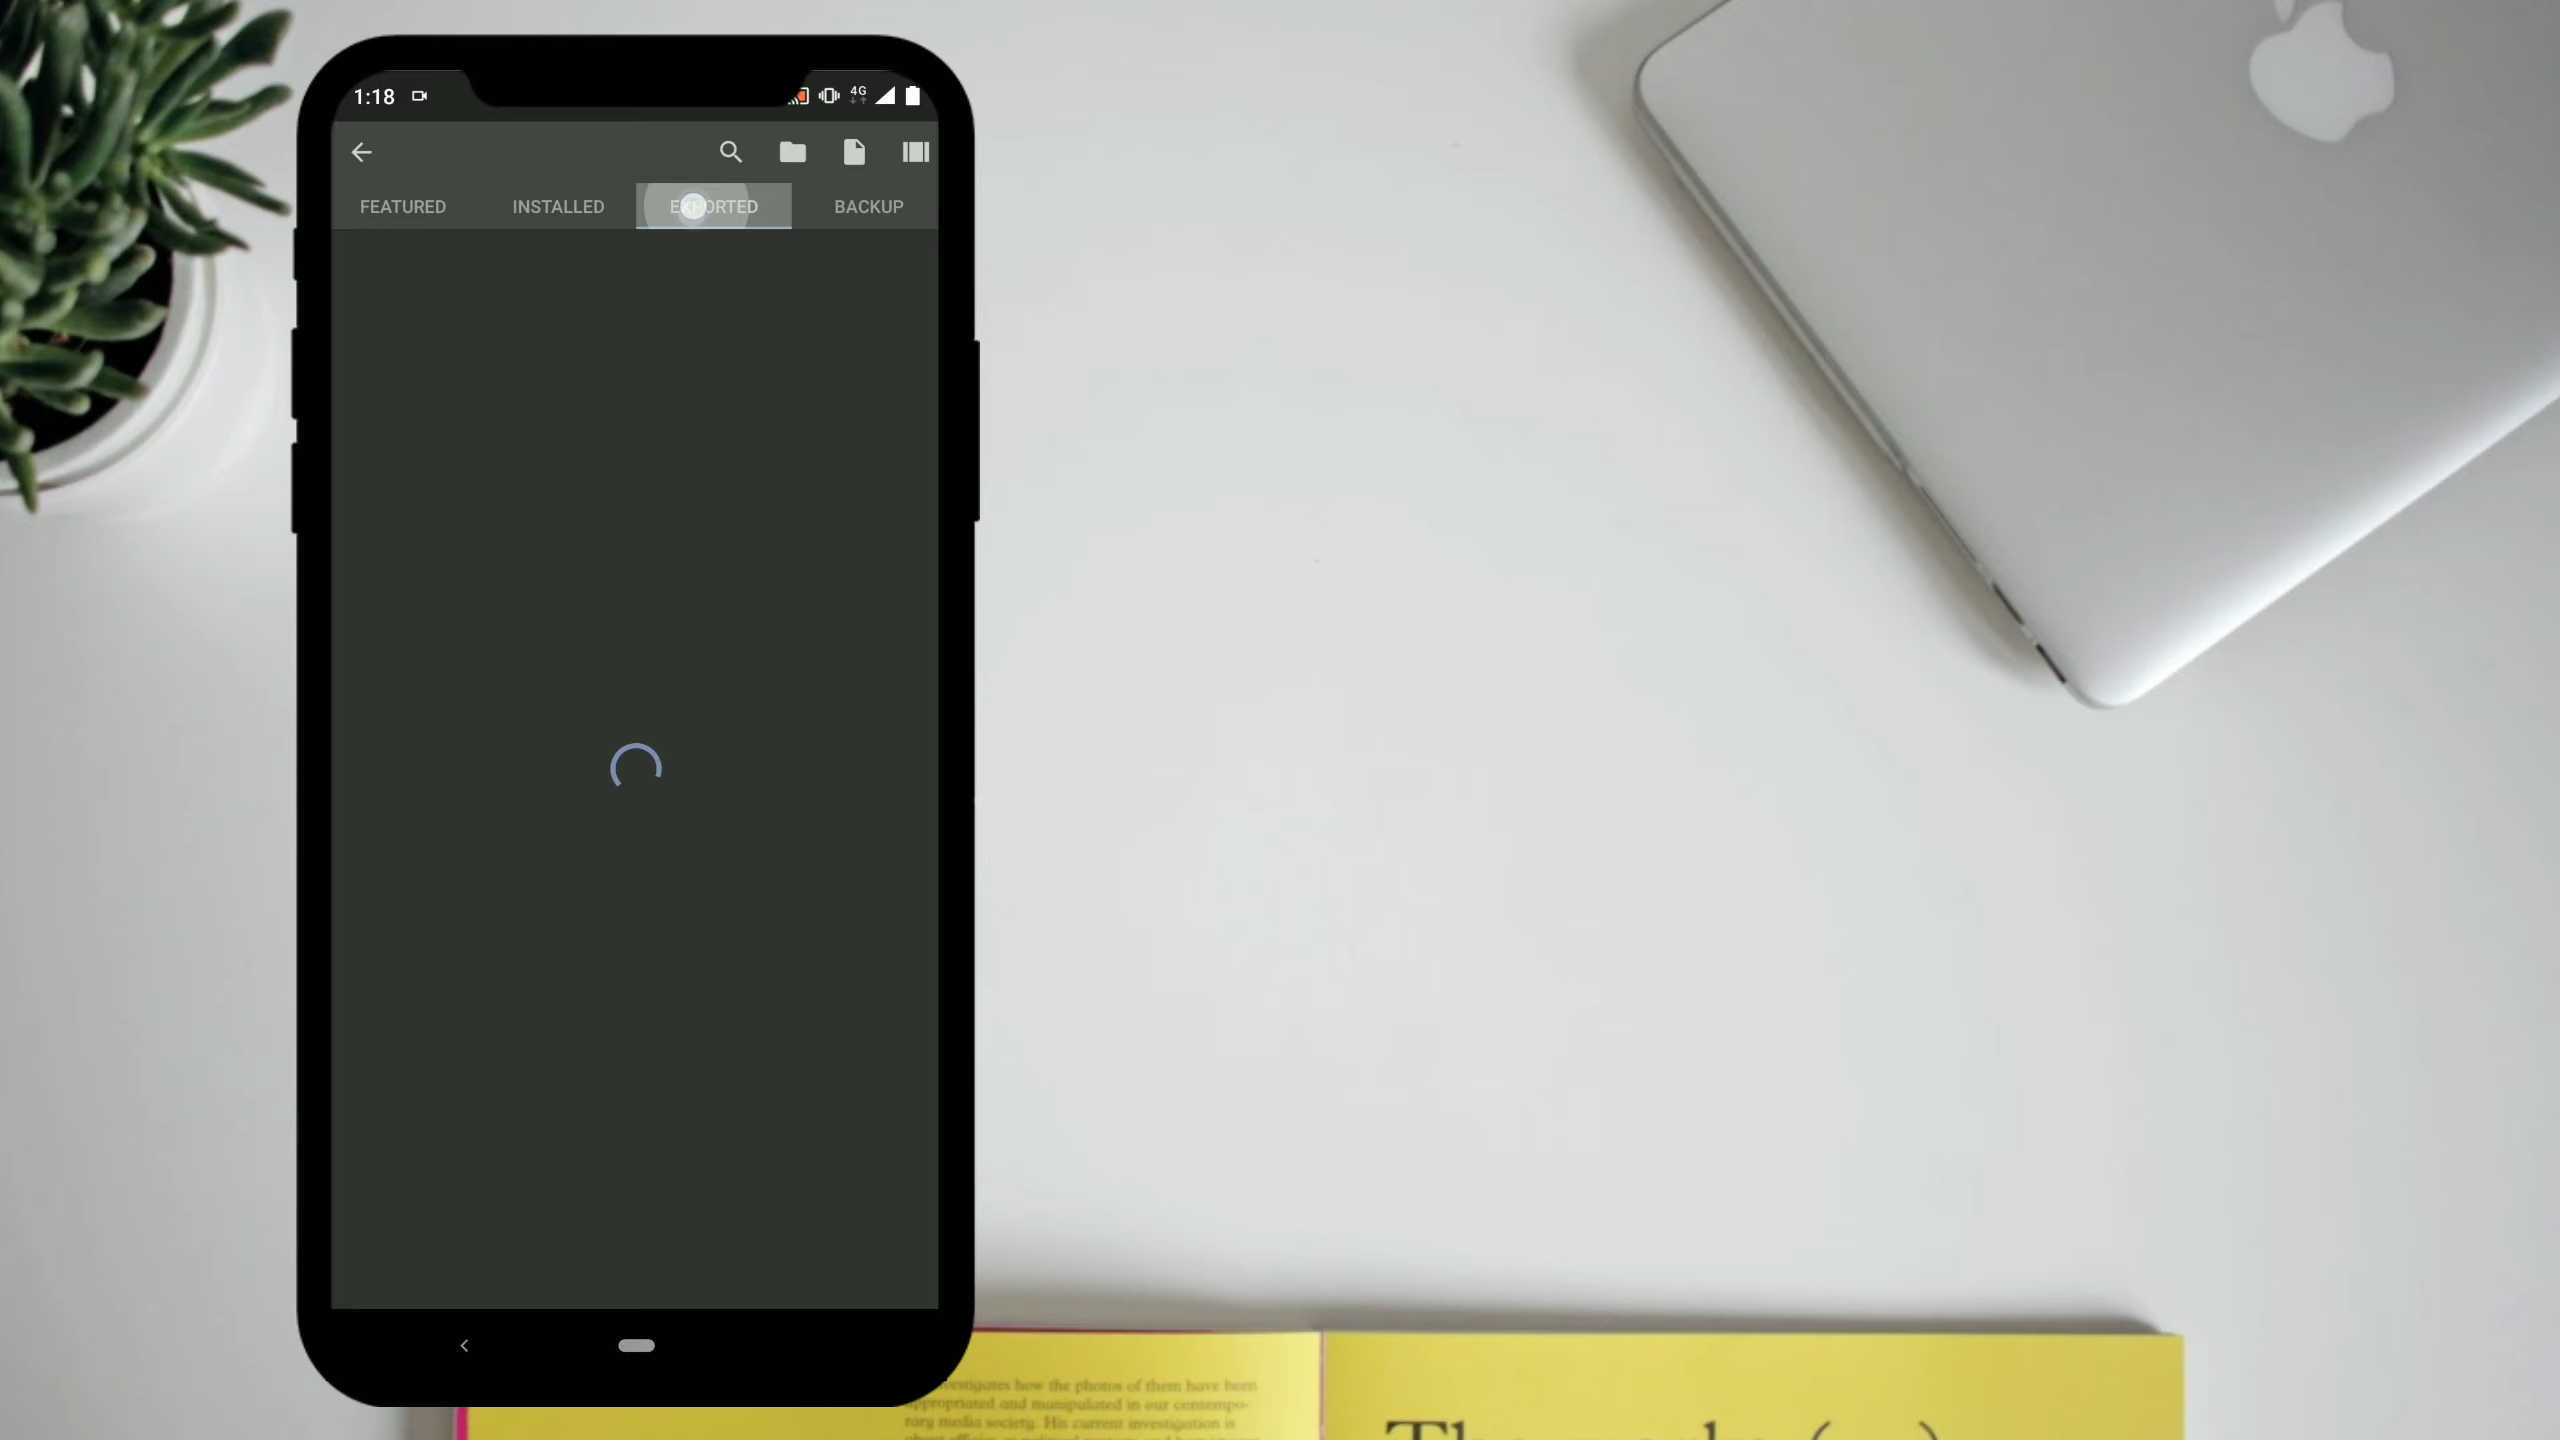 1:18
4G
FEATURED INSTALLED EXPORTED BACKUP
investigates how the photos of them have been
appropriated and manipulated in our contempo-
rary media society. His current investigation is